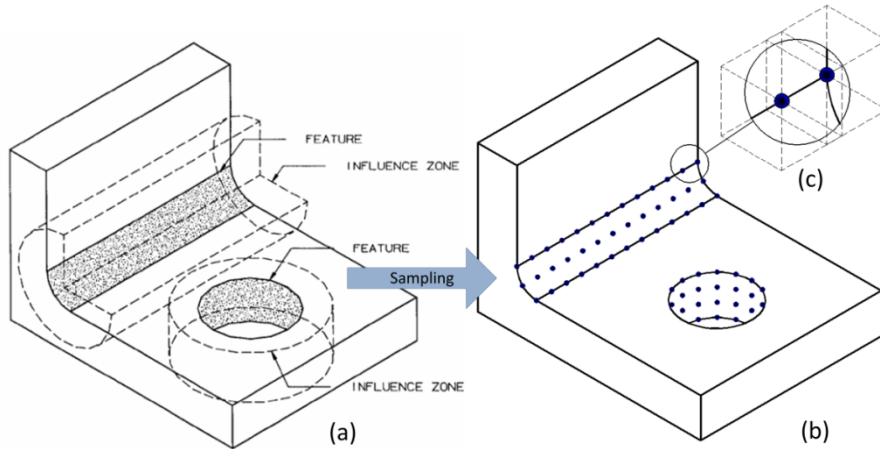 FEATURE
INFLUENCE ZONE
FEATURE
Sampling
INFLUENCE ZONE
(a)
(b)
(c)